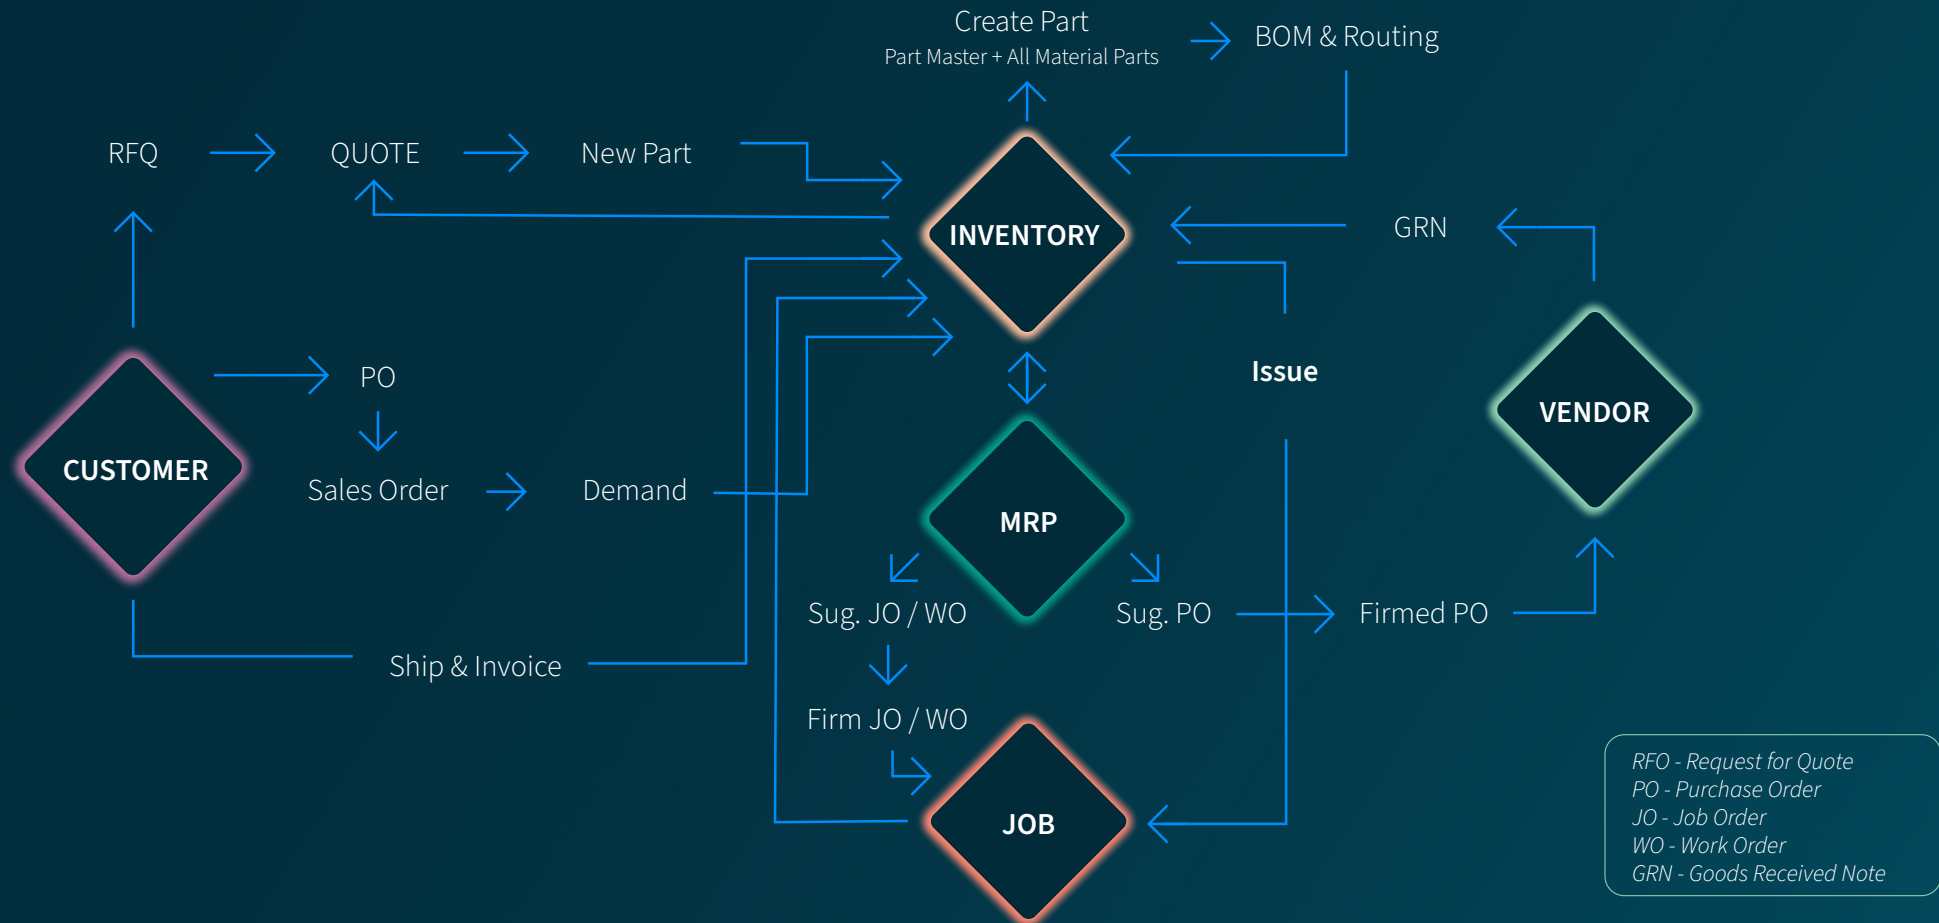 Create Part
Part Master + All Material Parts
BOM & Routing
RFQ
QUOTE
New Part
INVENTORY
GRN
PO
Issue
VENDOR
CUSTOMER
Sales Order
Demand
MRP
Sug. JO / WO
Sug. PO
Firmed PO
Ship & Invoice
Firm JO / WO
JOB
RFO - Request for Quote
PO - Purchase Order
JO - Job Order
WO - Work Order
GRN - Goods Received Note